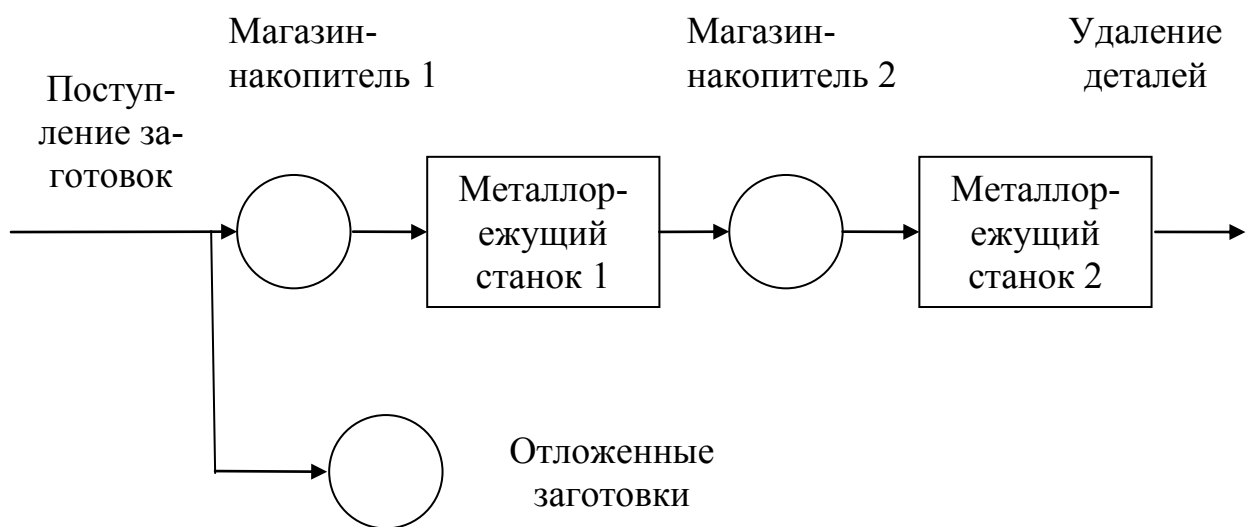 Магазин-
накопитель 1
Магазин-
накопитель 2
Удаление
деталей
Поступ-
ление за-
готовок
Металлор-
ежущий
станок 1
Металлор-
ежущий
станок 2
Отложенные
заготовки